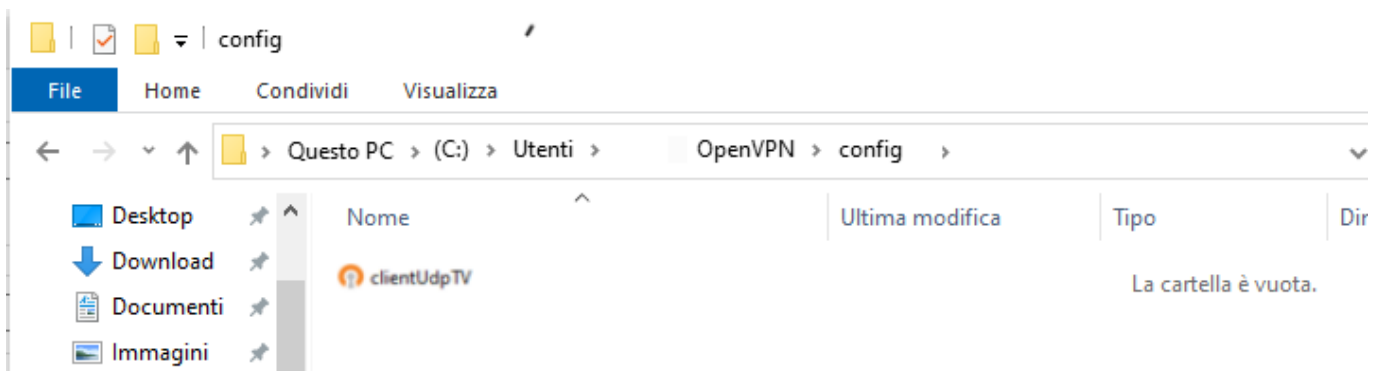 config
File Home Condividi Visualizza
Questo PC > (C:) > Utenti > OpenVPN > config >
Desktop Nome Ultima modifica Tipo Dir
Download
clientUdpTV La cartella è vuota.
Documenti
Immagini